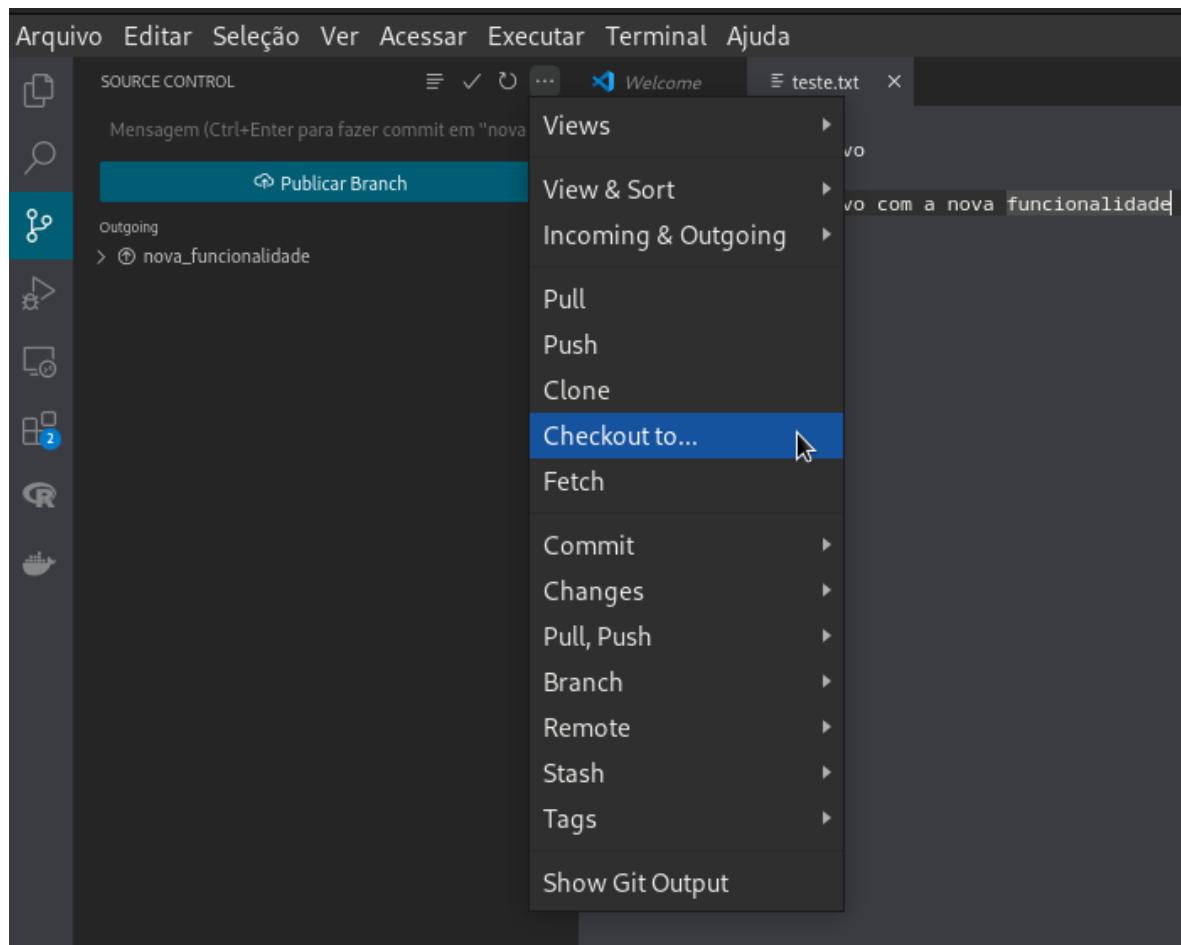 Arquivo Editar Seleção Ver Acessar Executar Terminal Ajuda
SOURCE CONTROL
Welcome
teste.txt
Mensagem (Ctrl+Enter para fazer commit em "nova
Publicar Branch
Outgoing
nova_funcionalidade
2
Views
View & Sort
Incoming & Outgoing
Pull
Push
Clone
Checkout to...
Fetch
Commit
Changes
Pull, Push
Branch
Remote
Stash
Tags
Show Git Output
vo
vo com a nova funcionalidade